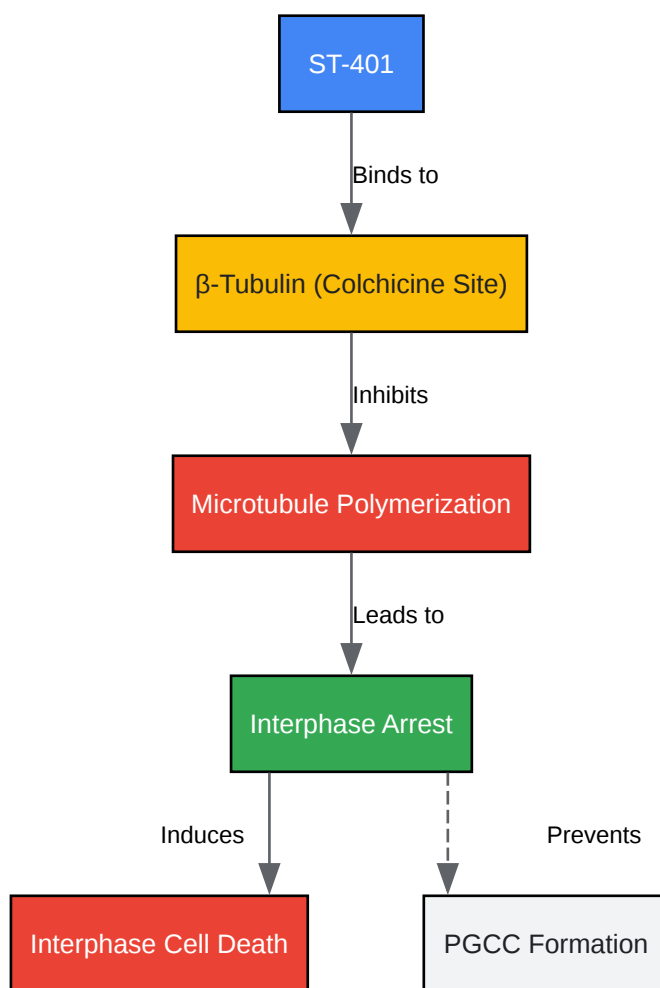 ST-401
Binds to
β-Tubulin (Colchicine Site)
Inhibits
Microtubule Polymerization
Leads to
Interphase Arrest
Induces
Prevents
Interphase Cell Death
PGCC Formation